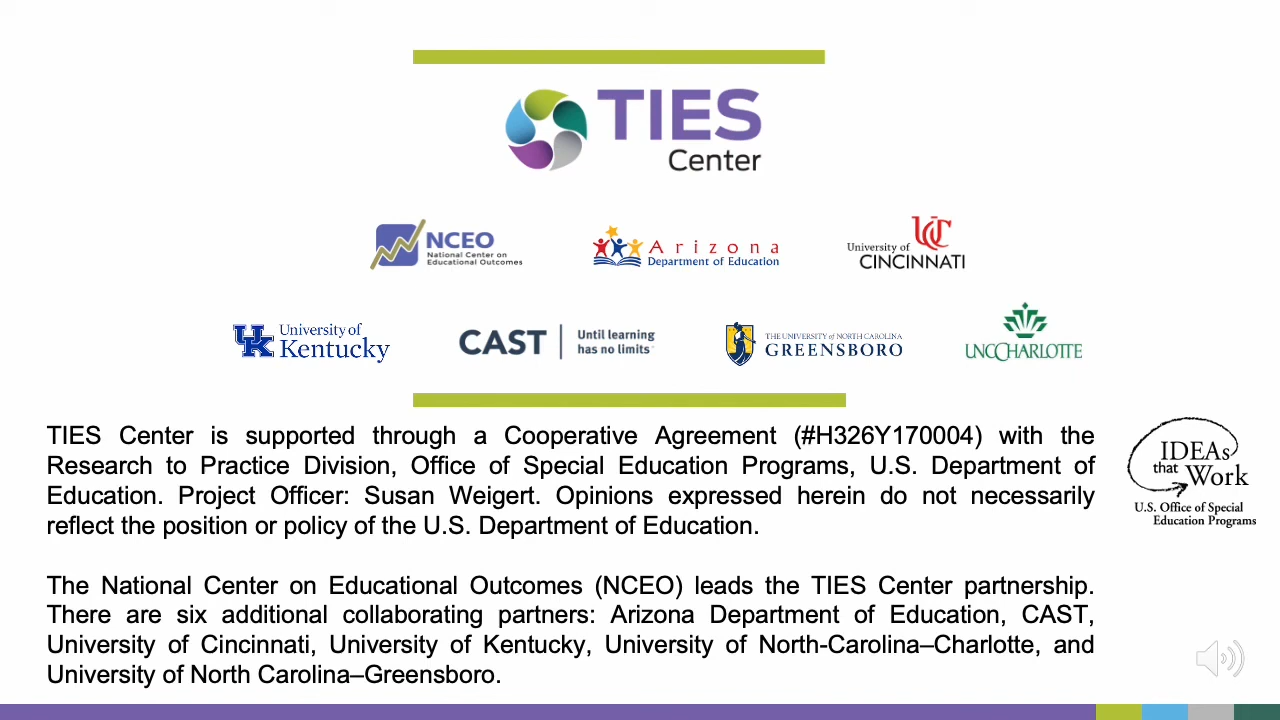 TIES
Center
NCEO
National Center on
Educational Outcomes
Arizona
Department of Education
UC
University of
CINCINNATI
UK
University of
Kentucky
CAST
Until learning
has no limits
THE UNIVERSITY of NORTH CAROLINA
GREENSBORO
UNC CHARLOTTE
TIES Center is supported through a Cooperative Agreement (#H326Y170004) with the
Research to Practice Division, Office of Special Education Programs, U.S. Department of
Education. Project Officer: Susan Weigert. Opinions expressed herein do not necessarily
reflect the position or policy of the U.S. Department of Education.
IDEAs
that Work
U.S. Office of Special
Education Programs
The National Center on Educational Outcomes (NCEO) leads the TIES Center partnership.
There are six additional collaborating partners: Arizona Department of Education, CAST,
University of Cincinnati, University of Kentucky, University of North-Carolina–Charlotte, and
University of North Carolina–Greensboro.